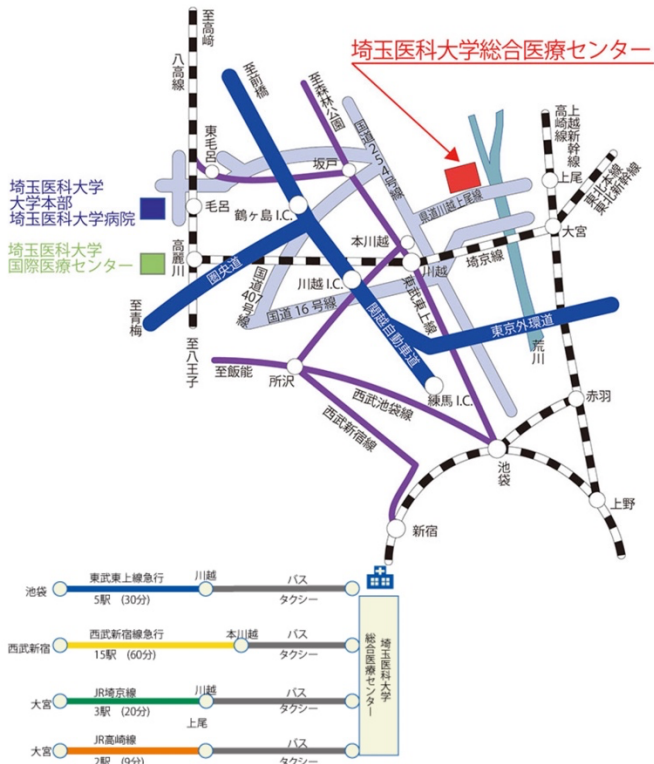 至高崎
八高線
至前橋
至森林公園
国道254号線
埼玉医科大学総合医療センター
上越新幹線
高崎線
東北本線
東北新幹線
東毛呂
坂戸
上尾
県道川越上尾線
埼玉医科大学
大学本部
埼玉医科大学病院
毛呂
鶴ヶ島 I.C.
本川越
大宮
埼玉医科大学
国際医療センター
高麗川
川越
埼京線
圏央道
川越 I.C.
国道407号線
国道 16 号線
東武東上線
関越自動車道
東京外環道
荒川
至青梅
至八王子
至飯能
所沢
西武池袋線
練馬 I.C.
西武新宿線
赤羽
池袋
上野
新宿
池袋
東武東上線急行
5駅 (30分)
川越
バス
タクシー
西武新宿
西武新宿線急行
15駅 (60分)
本川越
バス
タクシー
大宮
JR埼京線
3駅 (20分)
川越
バス
タクシー
大宮
JR高崎線
2駅 (9分)
上尾
バス
タクシー
埼玉医科大学
総合医療センター